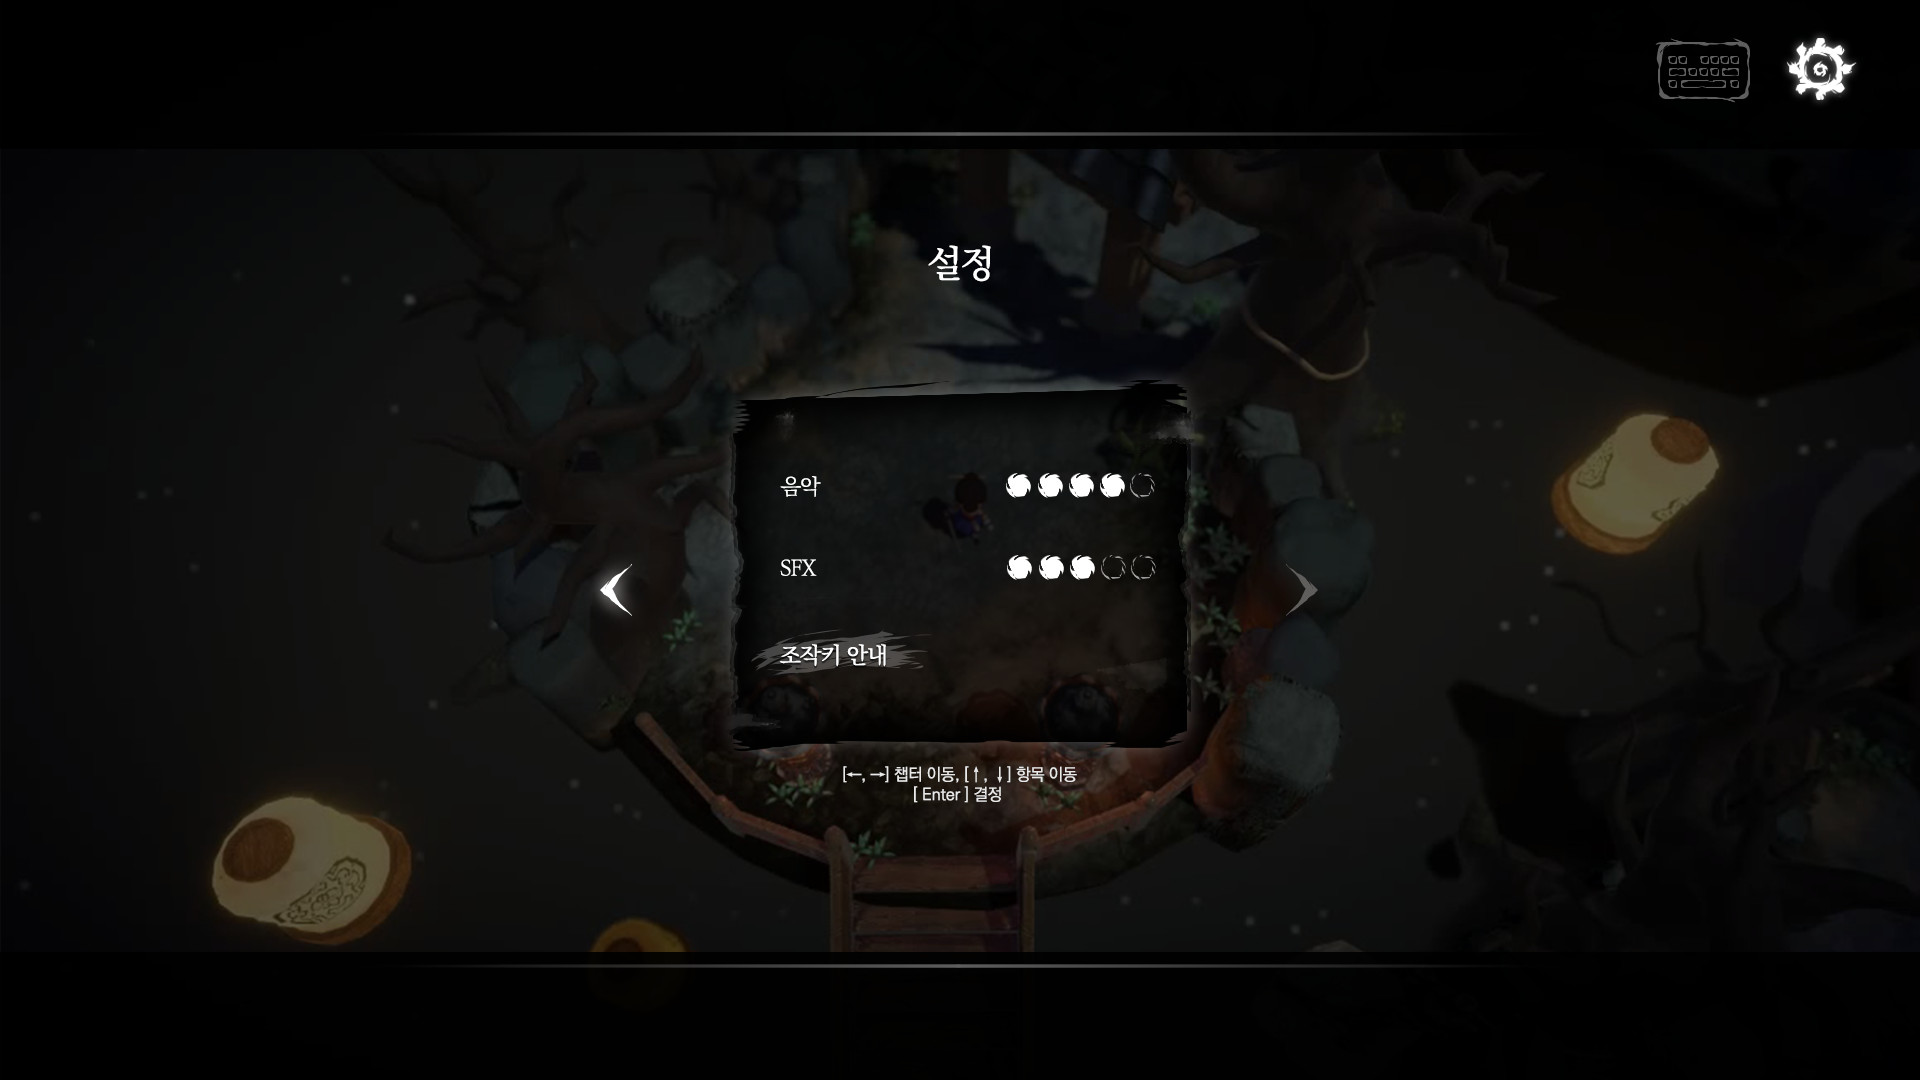 설정
음악
SFX
조작키 안내
[←, →] 챕터 이동, [↑, ↓] 항목 이동
[ Enter ] 결정